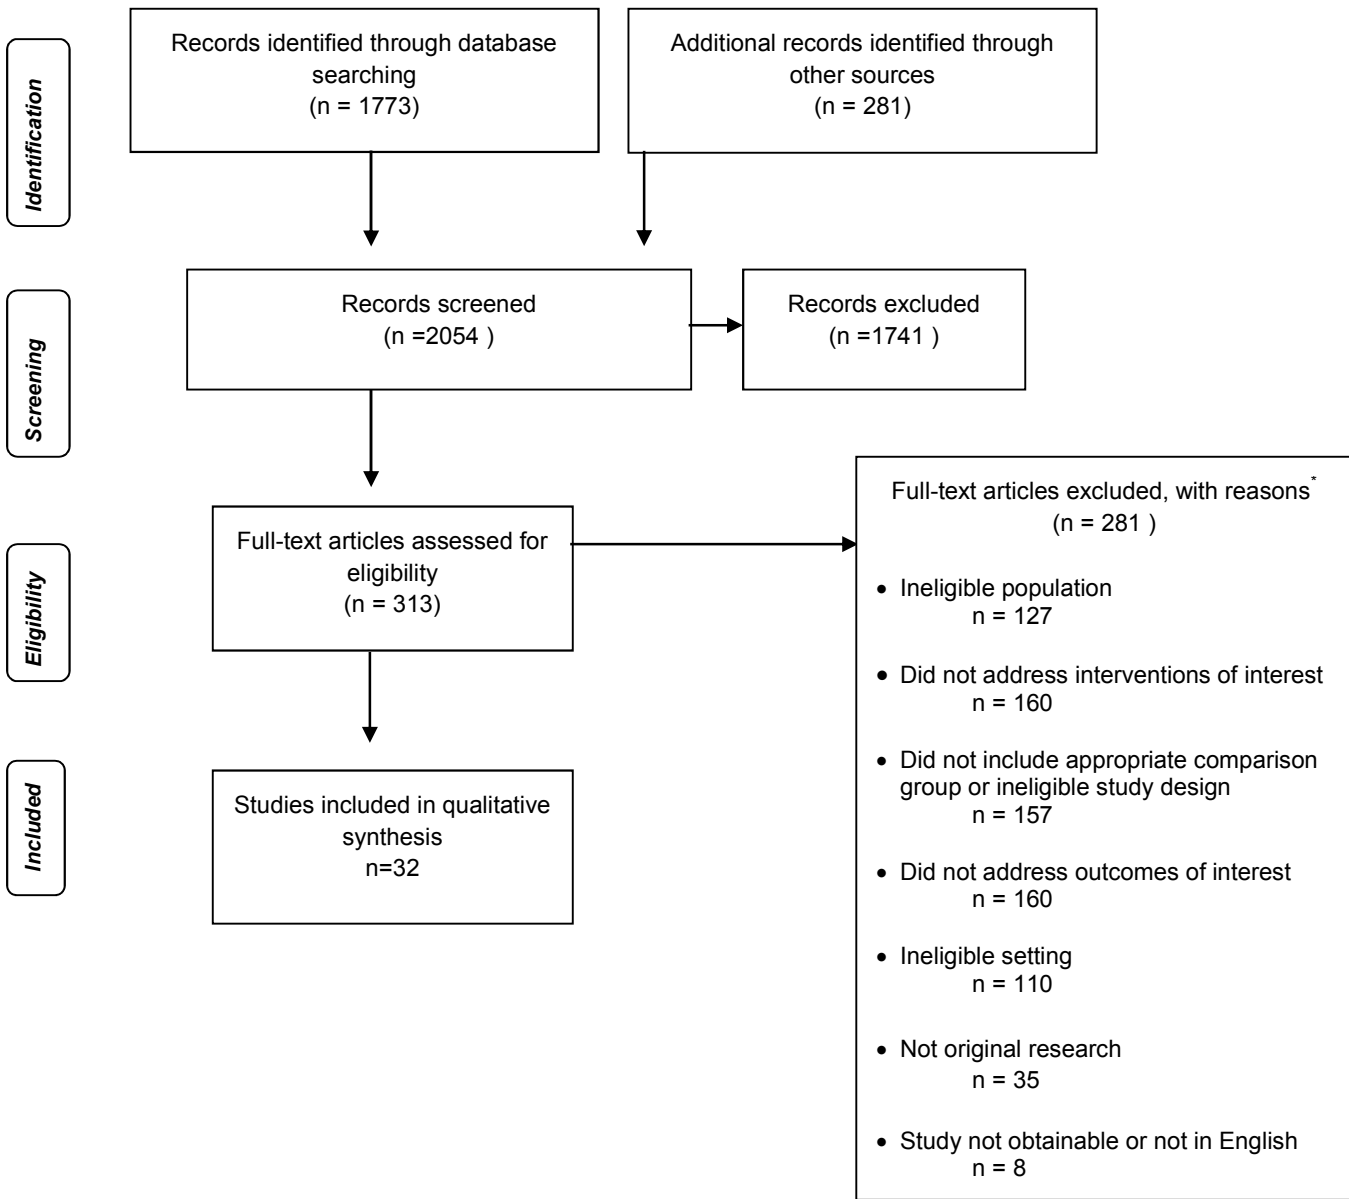 Identification
Records identified through database
searching
(n = 1773)
Additional records identified through
other sources
(n = 281)
Screening
Records screened
(n =2054 )
Records excluded
(n =1741 )
Eligibility
Full-text articles assessed for
eligibility
(n = 313)
Full-text articles excluded, with reasons*
(n = 281 )
• Ineligible population
n = 127
• Did not address interventions of interest
n = 160
• Did not include appropriate comparison
group or ineligible study design
n = 157
• Did not address outcomes of interest
n = 160
• Ineligible setting
n = 110
• Not original research
n = 35
• Study not obtainable or not in English
n = 8
Included
Studies included in qualitative
synthesis
n=32